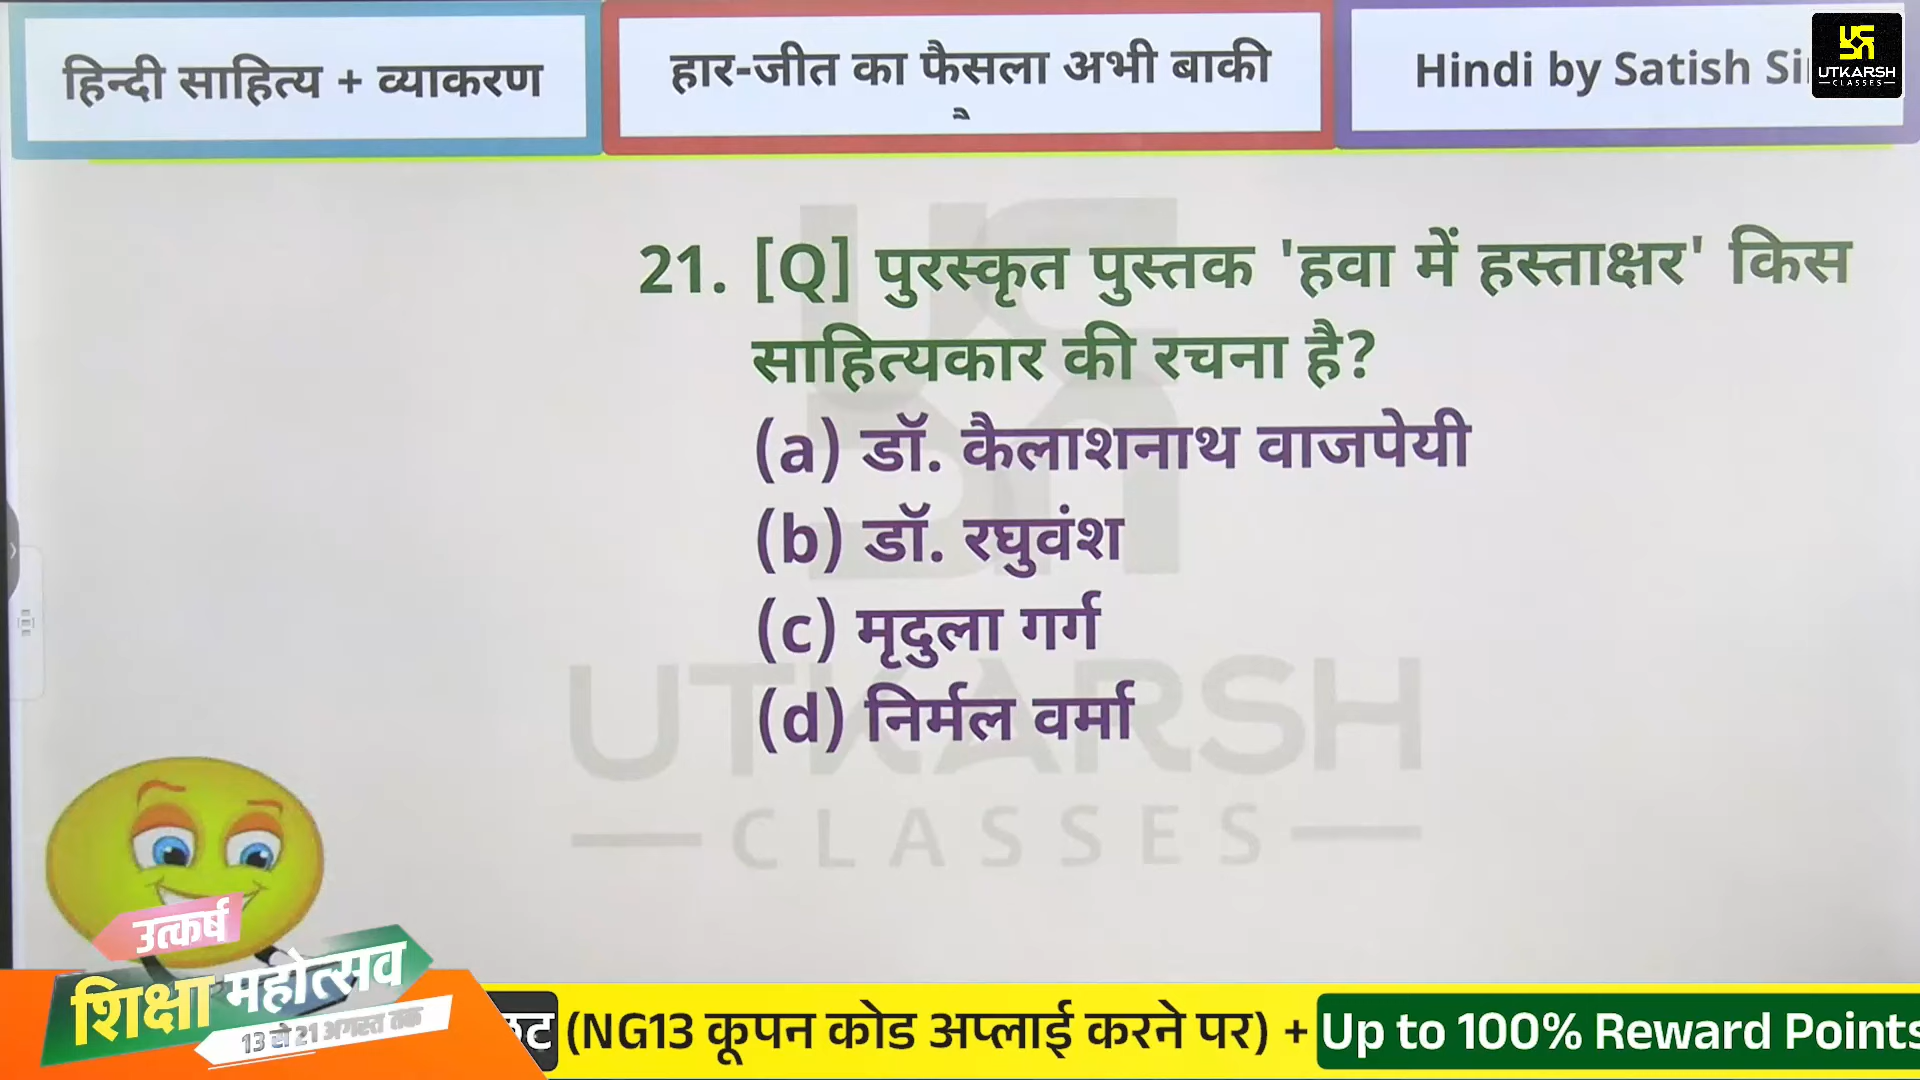 हिन्दी साहित्य + व्याकरण
हार-जीत का फैसला अभी बाकी
Hindi by Satish
UTKARSH
CLASSES
21. [Q] पुरस्कृत पुस्तक 'हवा में हस्ताक्षर' किस
साहित्यकार की रचना है?
(a) डॉ. कैलाशनाथ वाजपेयी
(b) डॉ. रघुवंश
(c) मृदुला गर्ग
(d) निर्मल वर्मा
UTKARSH
CLASSES
उत्कर्ष
शिक्षा महोत्सव
13 से 21 अगस्त तक
(NG13 कूपन कोड अप्लाई करने पर) + Up to 100% Reward Points